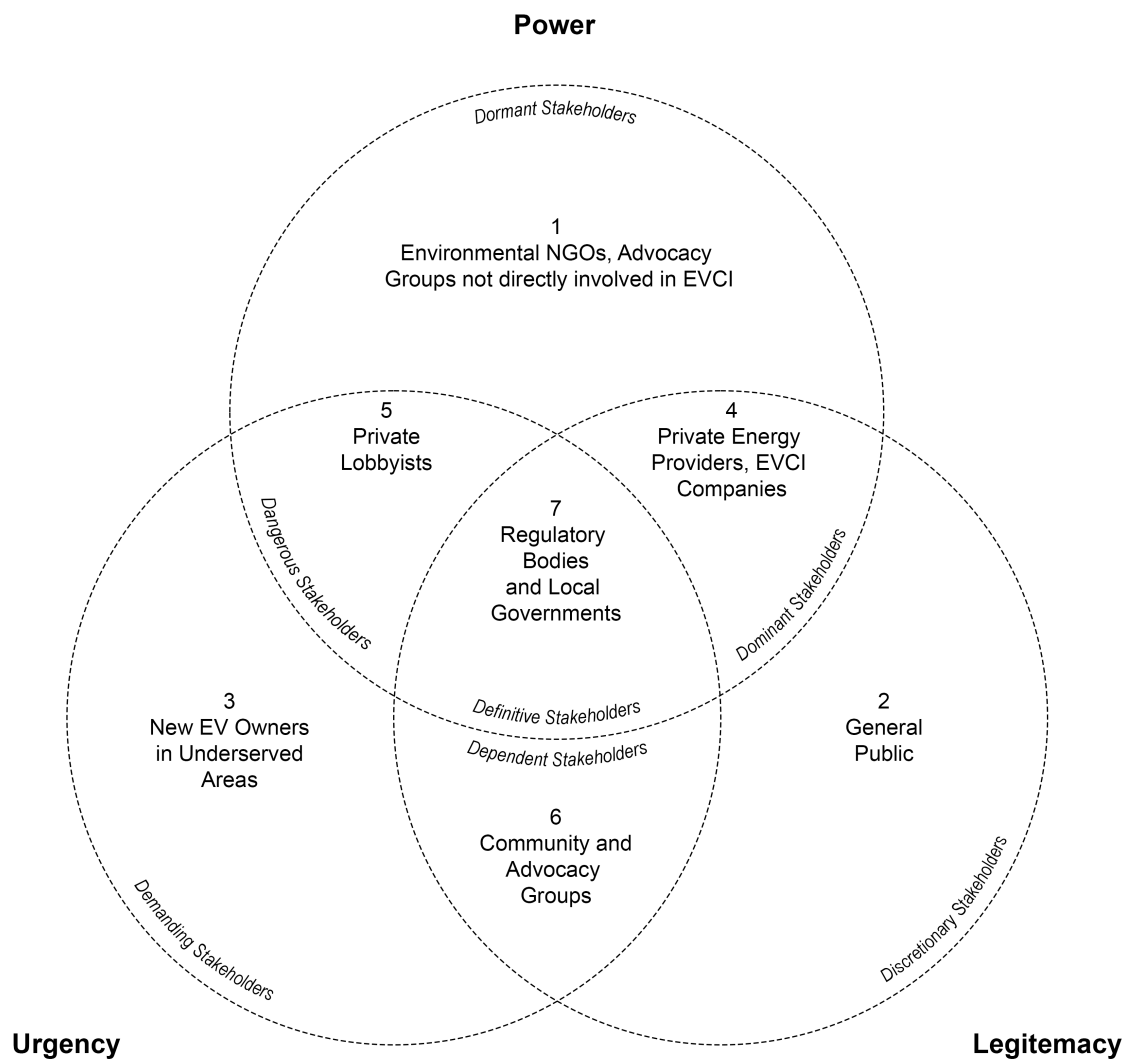 Power
Dormant Stakeholders
1
Environmental NGOs, Advocacy
Groups not directly involved in EVCI
5
Private
Lobbyists
4
Private Energy
Providers, EVCI
Companies
7
Regulatory
Bodies
and Local
Governments
Dangerous Stakeholders
Dominant Stakeholders
3
New EV Owners
in Underserved
Areas
Definitive Stakeholders
Dependent Stakeholders
2
General
Public
6
Community and
Advocacy
Groups
Demanding Stakeholders
Discretionary Stakeholders
Urgency
Legitemacy